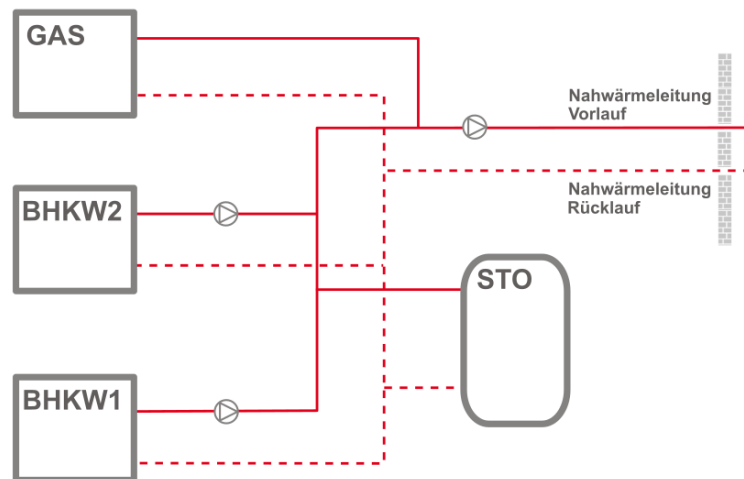 GAS
Nahwärmeleitung
Vorlauf
BHKW2
Nahwärmeleitung
Rücklauf
STO
BHKW1